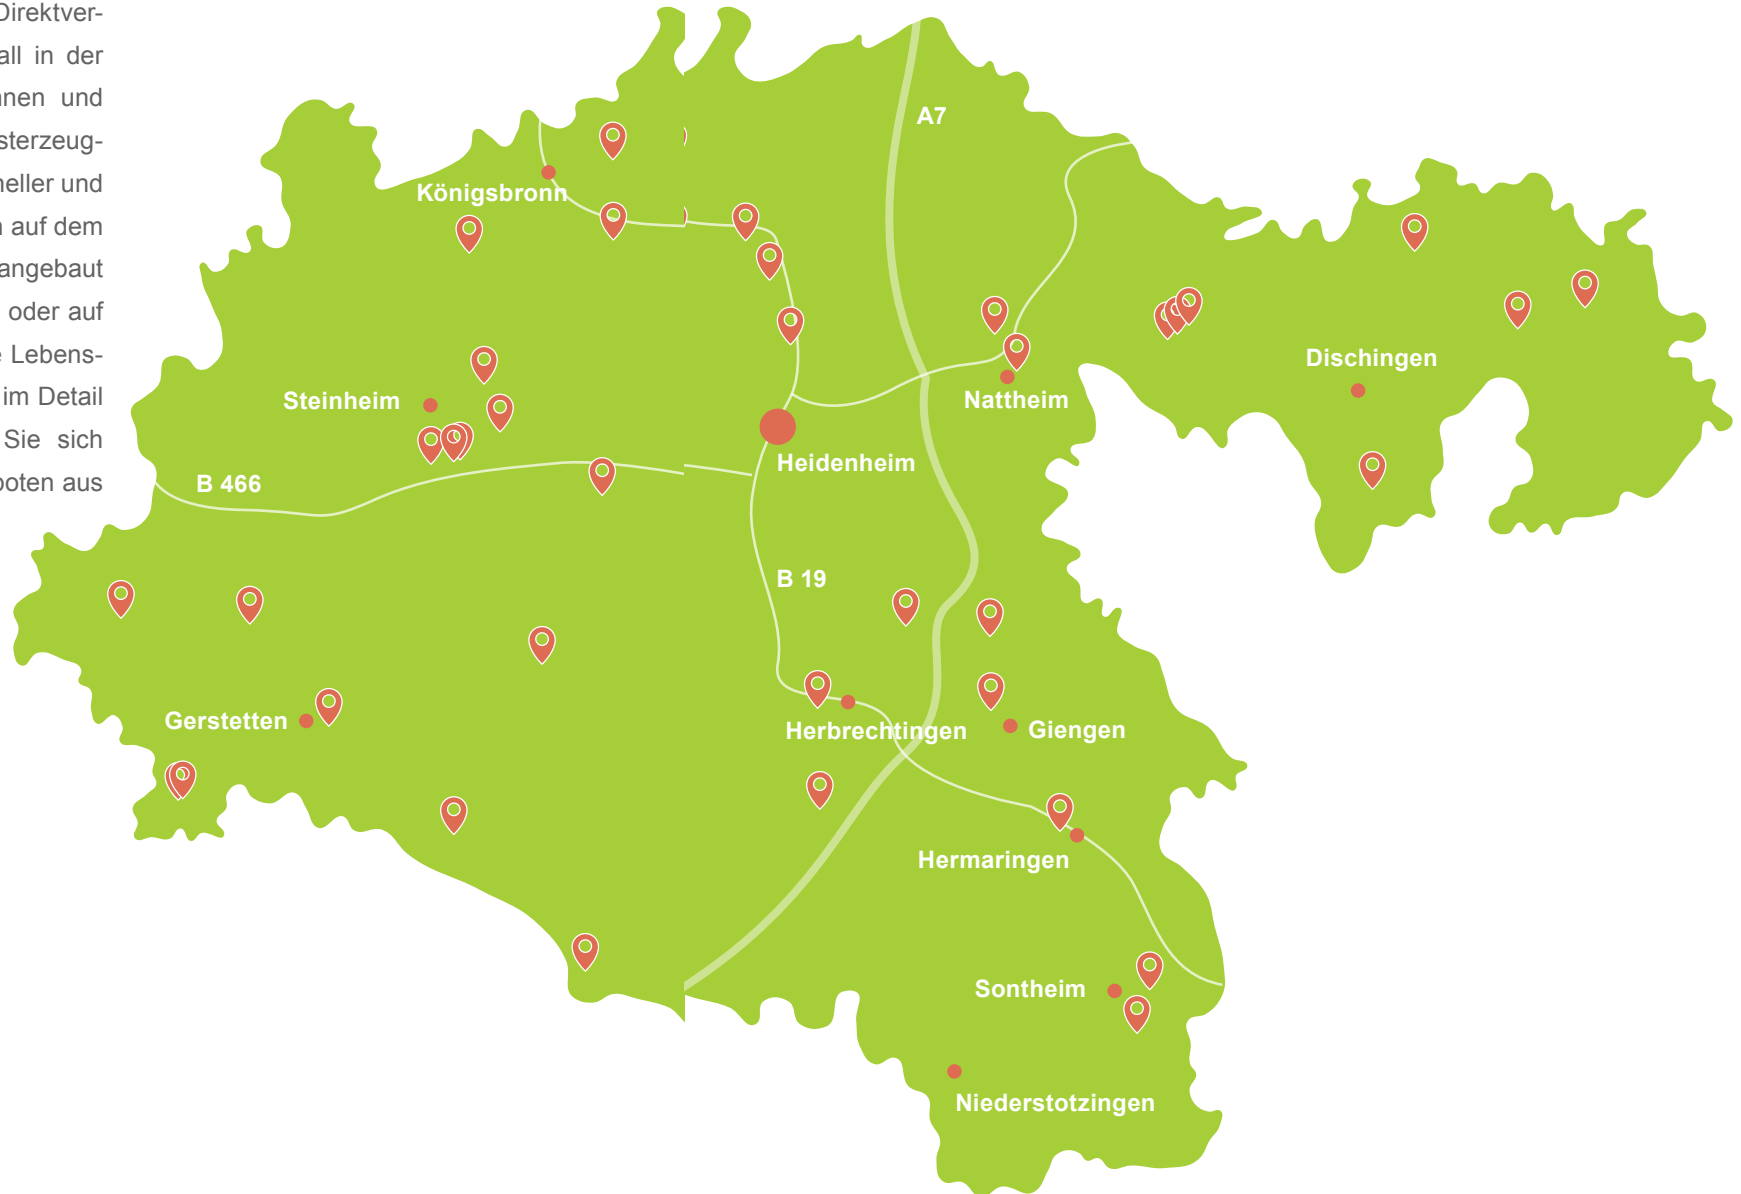 Direktver-
all in der
nnen und
sterzeug-
neller und
auf dem
angebaut
oder auf
Lebens-
im Detail
Sie sich
boten aus
A7
Königsbronn
Dischingen
Steinheim
Nattheim
Heidenheim
B 466
B 19
Gerstetten
Herbrechtingen
Giengen
Hermaringen
Sontheim
Niederstotzingen